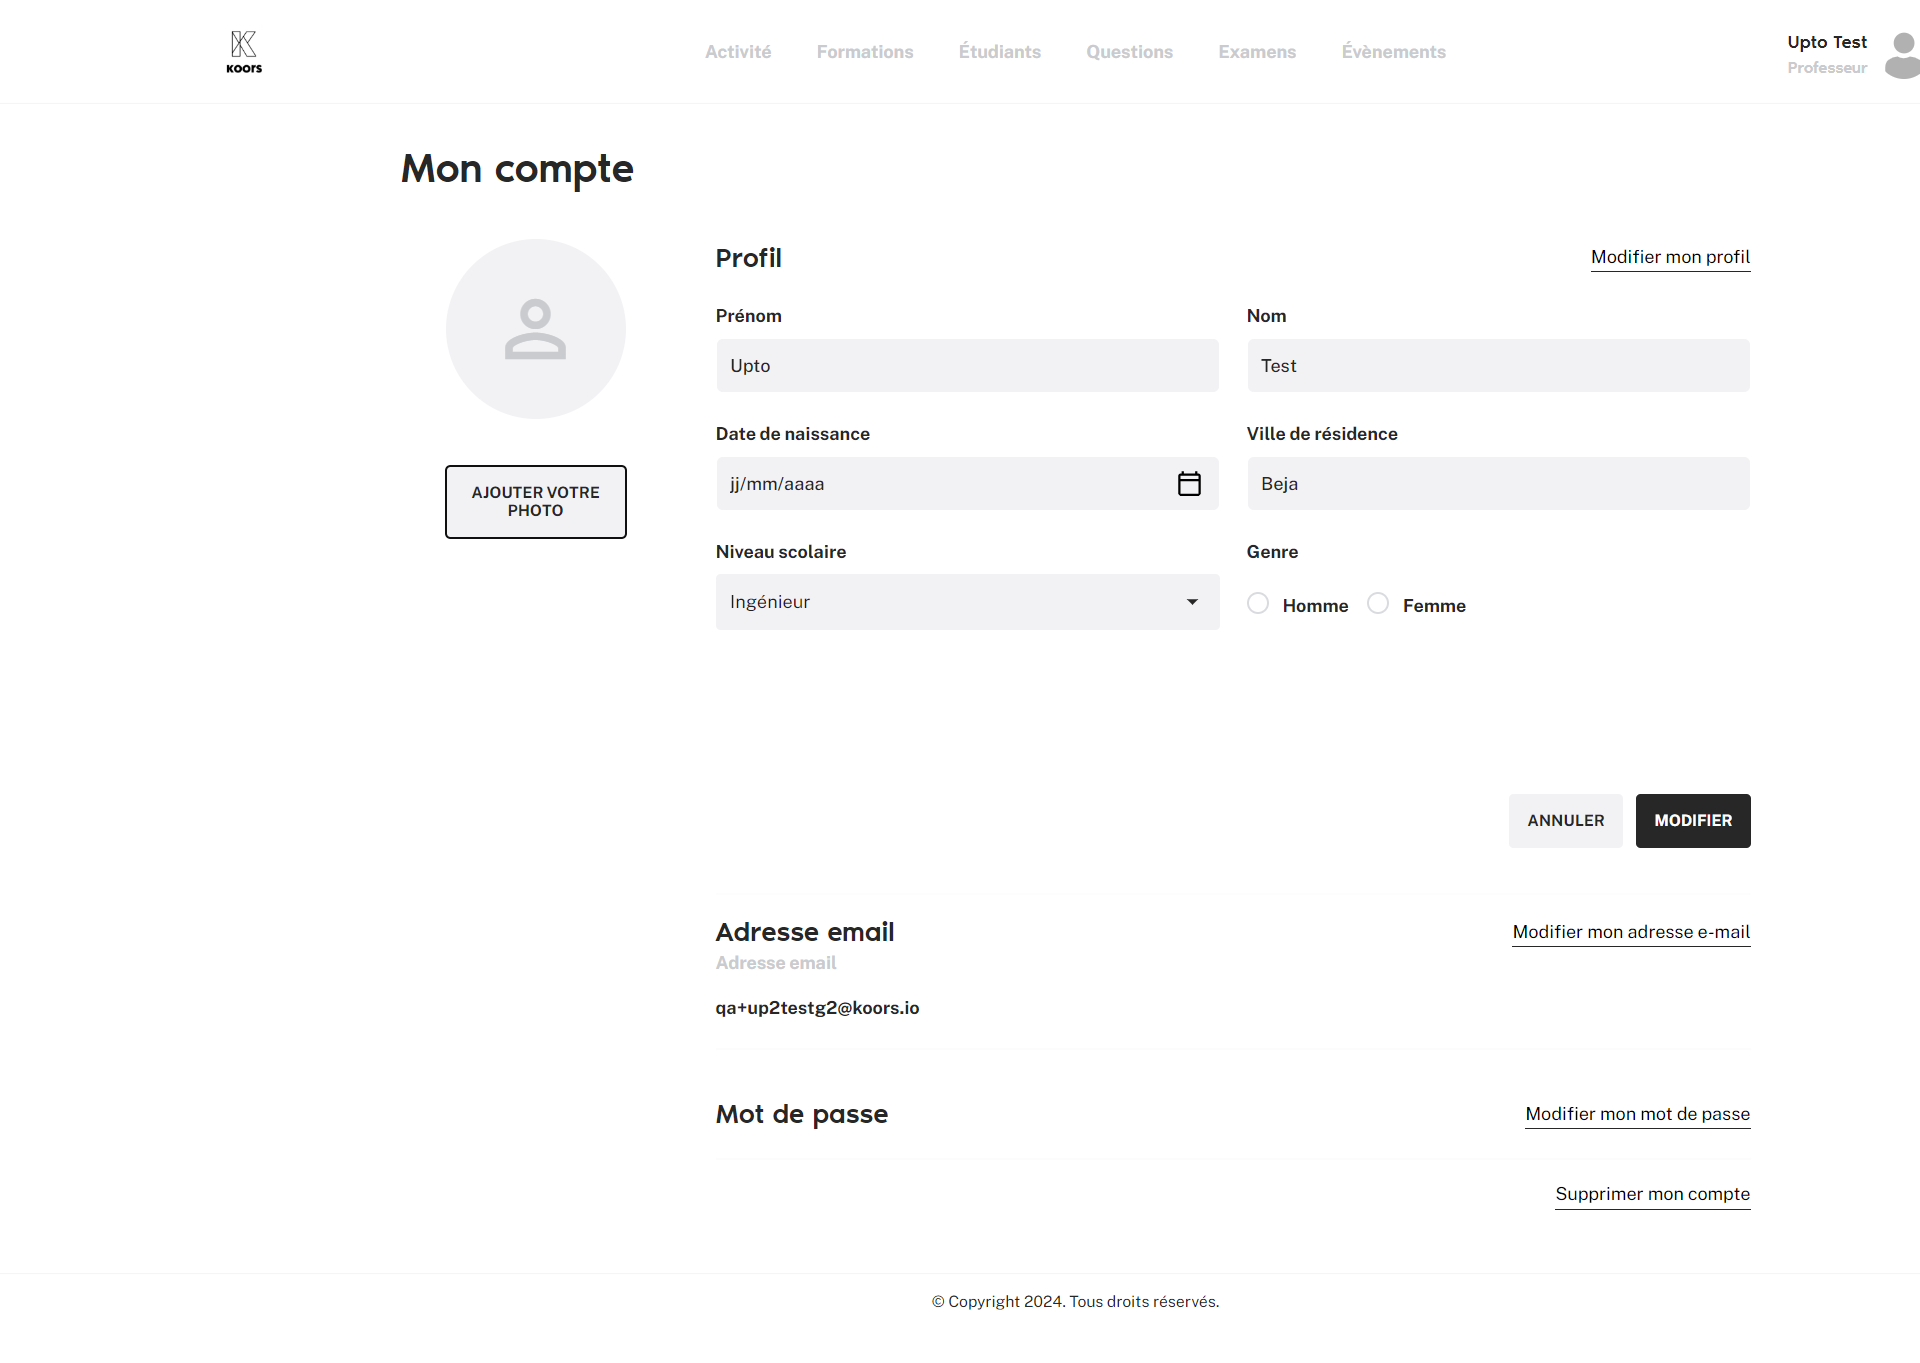 KOORS
Activité
Formations
Étudiants
Questions
Examens
Évènements
Upto Test
Professeur
Mon compte
AJOUTER VOTRE
PHOTO
Profil
Modifier mon profil
Prénom
Nom
Upto
Test
Date de naissance
Ville de résidence
jj/mm/aaaa
Beja
Niveau scolaire
Genre
Ingénieur
Homme
Femme
ANNULER
MODIFIER
Adresse email
Modifier mon adresse e-mail
Adresse email
qa+up2testg2@koors.io
Mot de passe
Modifier mon mot de passe
Supprimer mon compte
© Copyright 2024. Tous droits réservés.